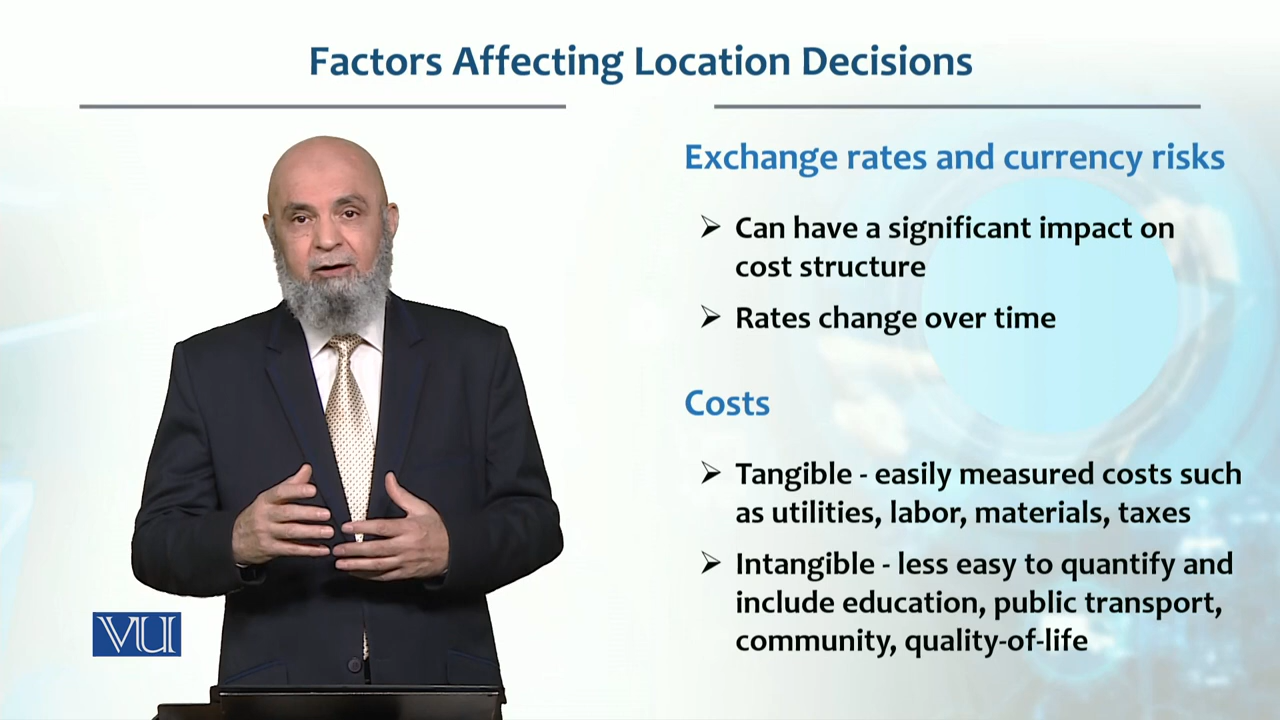 Factors Affecting Location Decisions
Exchange rates and currency risks
➢ Can have a significant impact on
cost structure
➢ Rates change over time
Costs
➢ Tangible - easily measured costs such
as utilities, labor, materials, taxes
➢ Intangible - less easy to quantify and
include education, public transport,
community, quality-of-life
VU